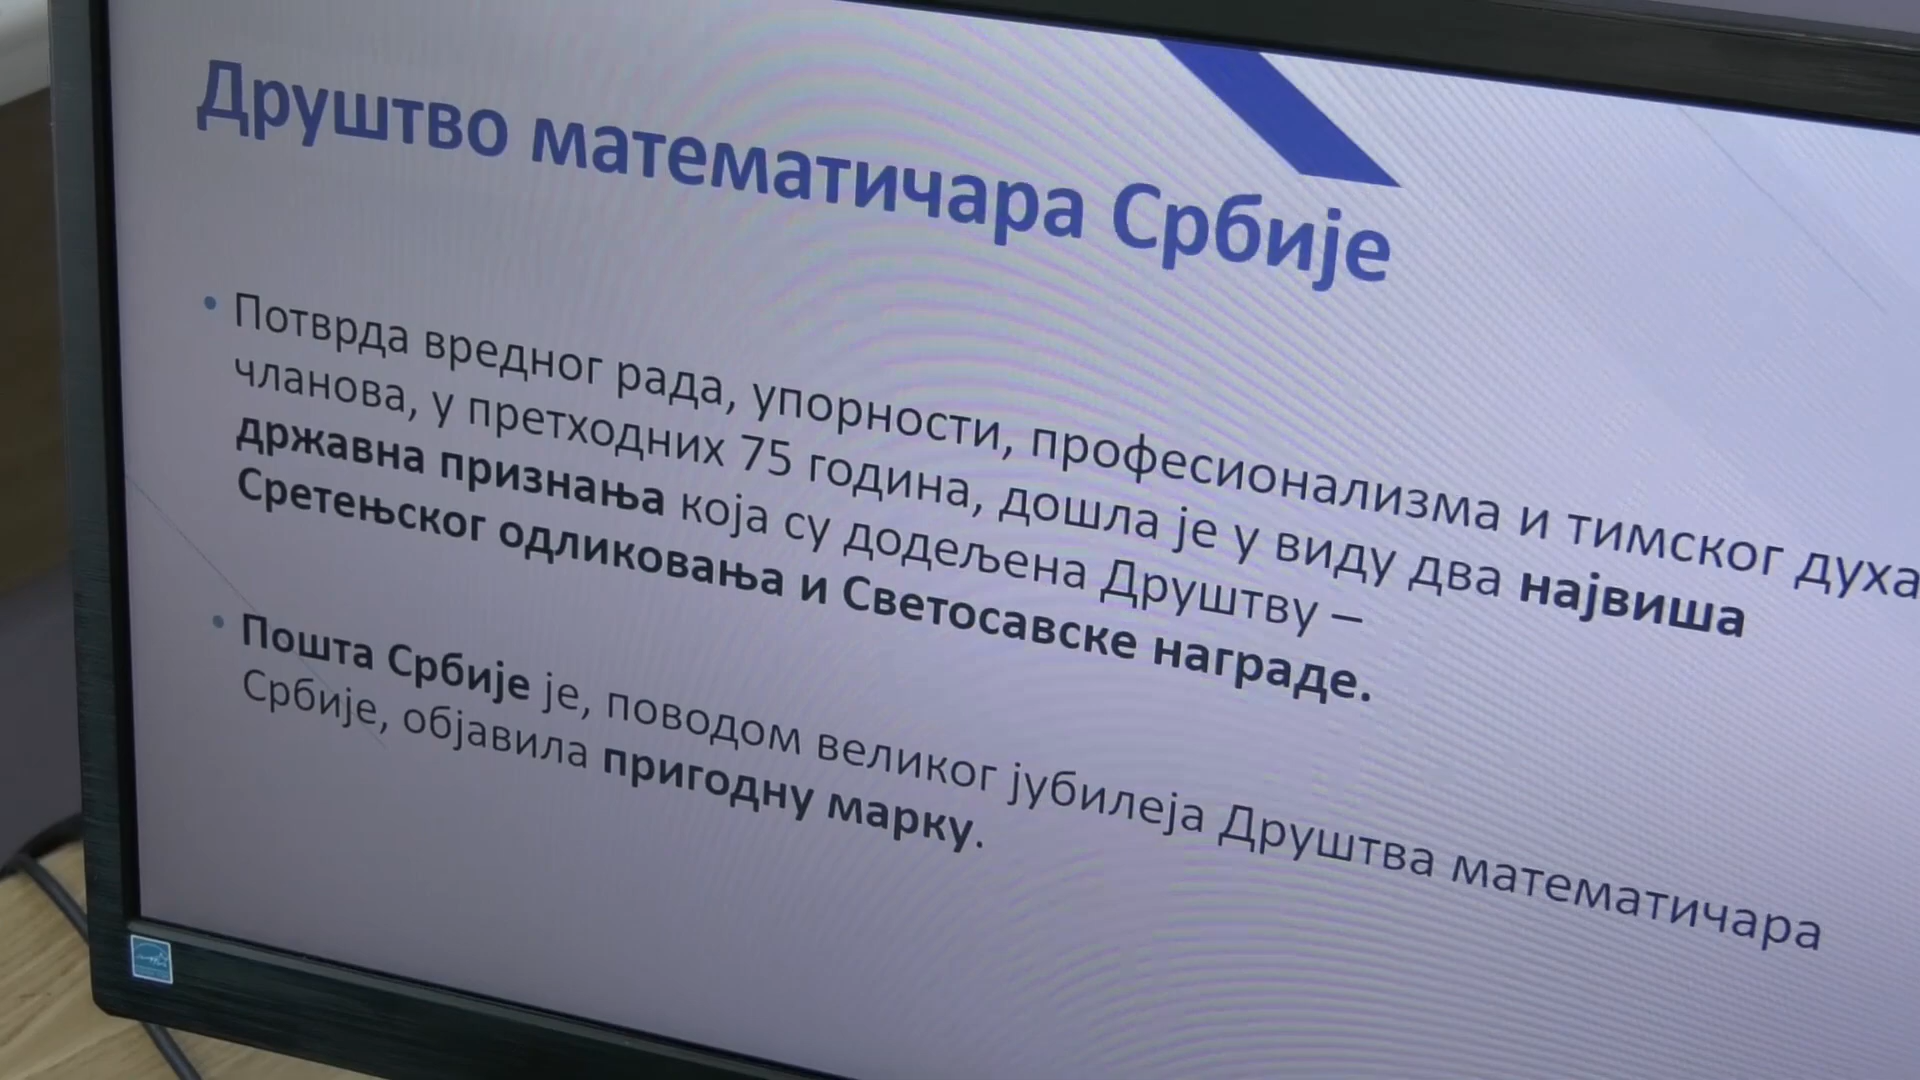 Друштво математичара Србије
• Потврда вредног рада, упорности, професионализма и тимског духа
чланова, у претходних 75 година, дошла је у виду два највиша
државна признања која су додељена Друштву –
Сретењског одликовања и Светосавске награде.
• Пошта Србије је, поводом великог јубилеја Друштва математичара
Србије, објавила пригодну марку.